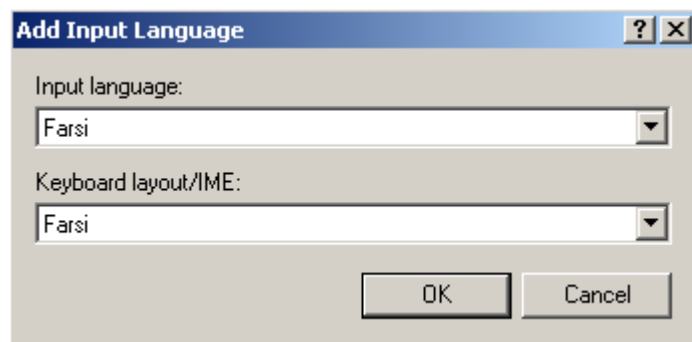 Add Input Language
Input language:
Farsi
Keyboard layout/IME:
Farsi
OK Cancel